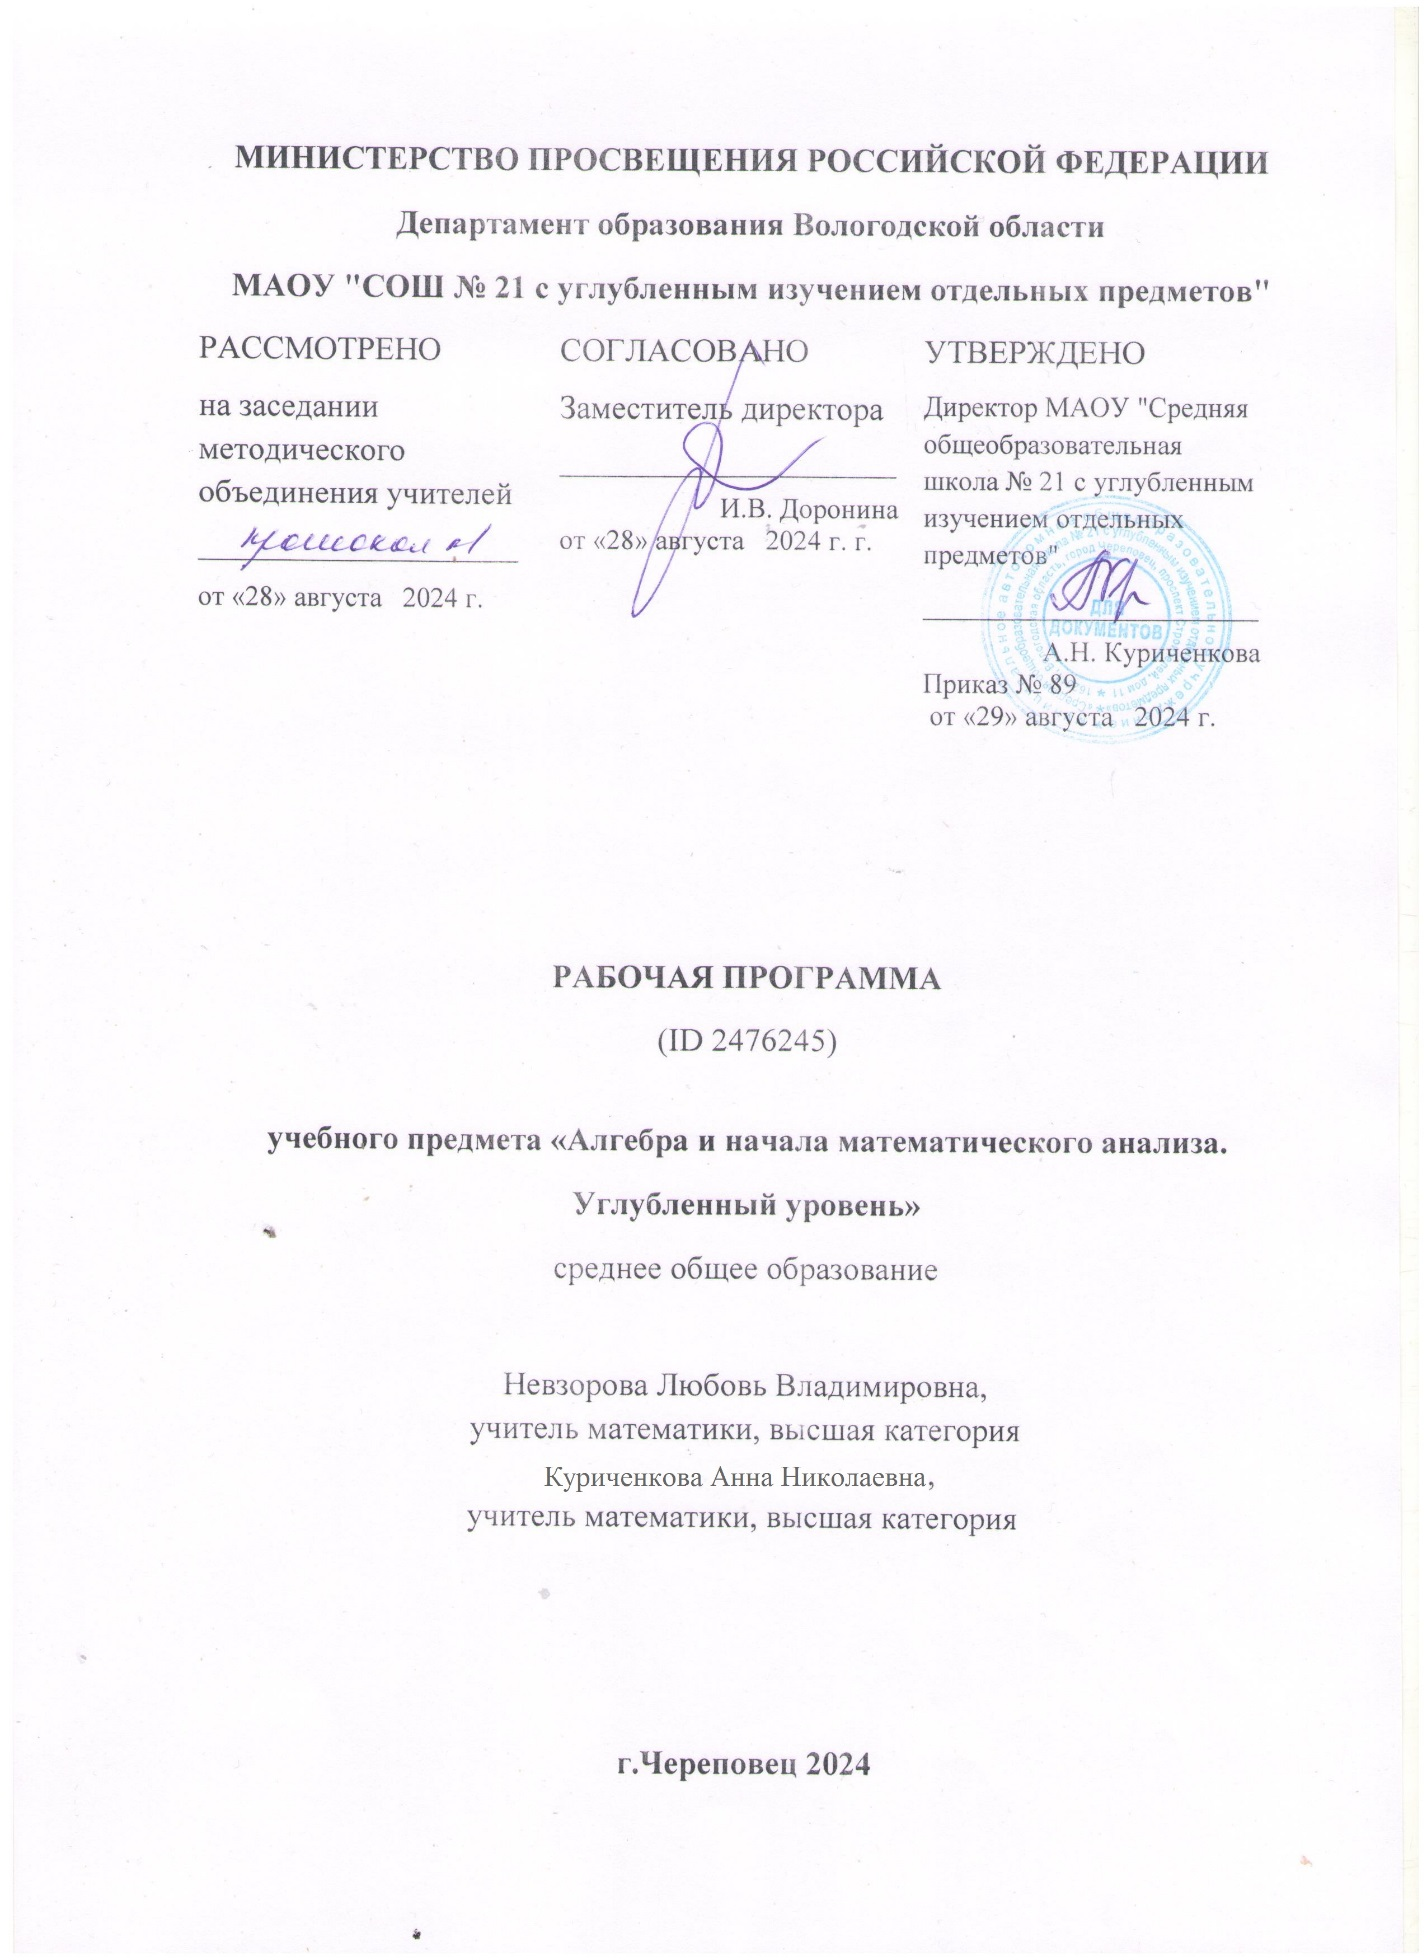 МИНИСТЕРСТВО ПРОСВЕЩЕНИЯ РОССИЙСКОЙ ФЕДЕРАЦИИ
Департамент образования Вологодской области
МАОУ "СОШ № 21 с углубленным изучением отдельных предметов"
РАССМОТРЕНО
на заседании
методического
объединения учителей
от «28» августа 2024 г.
СОГЛАСОВАНО
Заместитель директора
И.В. Доронина
от «28» августа 2024 г. г.
УТВЕРЖДЕНО
Директор МАОУ "Средняя
общеобразовательная
школа № 21 с углубленным
изучением отдельных
предметов"
ДЛЯ
ДОКУМЕНТОВ
А.Н. Куриченкова
Приказ № 89
от «29» августа 2024 г.
РАБОЧАЯ ПРОГРАММА
(ID 2476245)
учебного предмета «Алгебра и начала математического анализа.
Углубленный уровень»
среднее общее образование
Невзорова Любовь Владимировна,
учитель математики, высшая категория
Куриченкова Анна Николаевна,
учитель математики, высшая категория
г.Череповец 2024